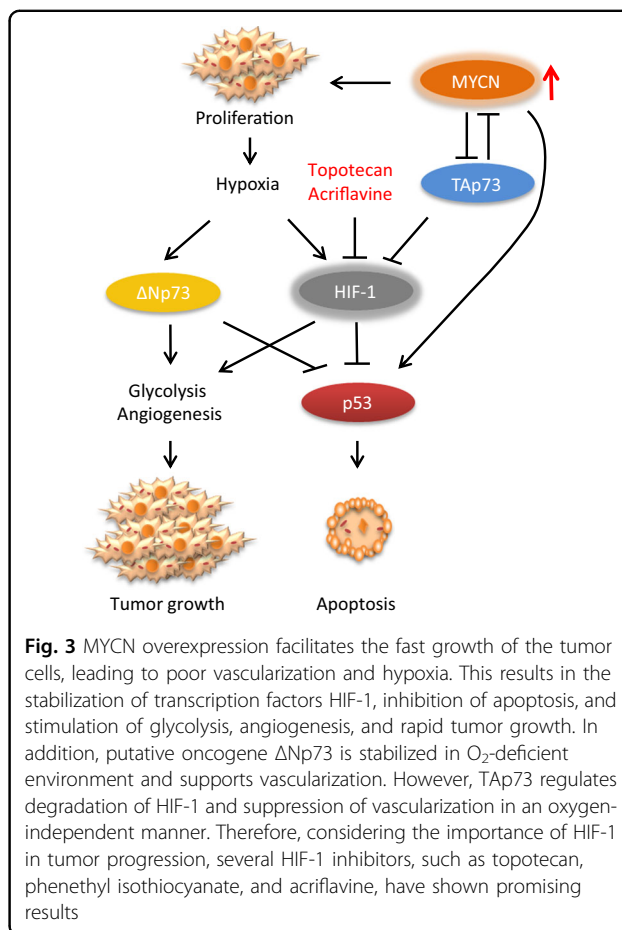 MYCN
Proliferation
Hypoxia
Topotecan
Acriflavine
TAp73
ΔNp73
HIF-1
Glycolysis
Angiogenesis
p53
Tumor growth
Apoptosis
Fig. 3 MYCN overexpression facilitates the fast growth of the tumor
cells, leading to poor vascularization and hypoxia. This results in the
stabilization of transcription factors HIF-1, inhibition of apoptosis, and
stimulation of glycolysis, angiogenesis, and rapid tumor growth. In
addition, putative oncogene ΔNp73 is stabilized in O₂-deficient
environment and supports vascularization. However, TAp73 regulates
degradation of HIF-1 and suppression of vascularization in an oxygen-
independent manner. Therefore, considering the importance of HIF-1
in tumor progression, several HIF-1 inhibitors, such as topotecan,
phenethyl isothiocyanate, and acriflavine, have shown promising
results